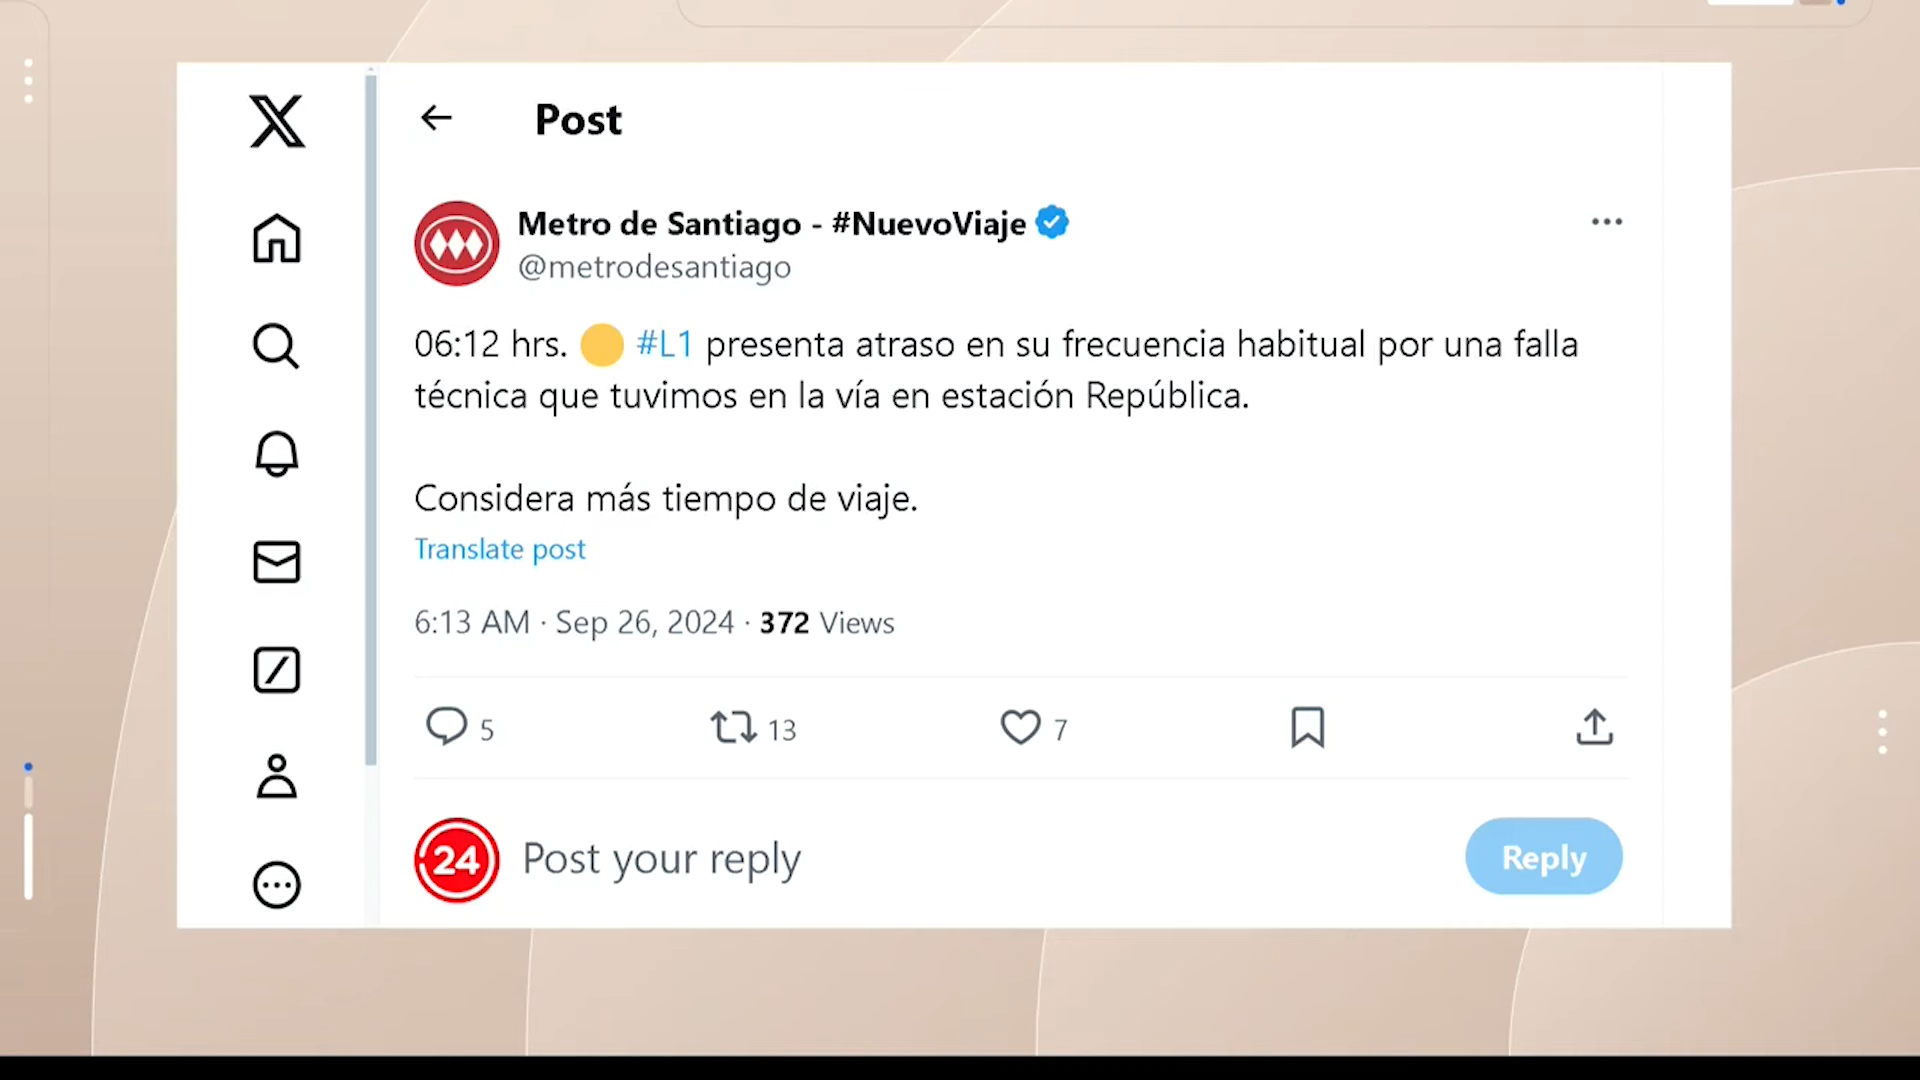 Post
Metro de Santiago - #NuevoViaje
@metrodesantiago
06:12 hrs. 🟡 #L1 presenta atraso en su frecuencia habitual por una falla
técnica que tuvimos en la vía en estación República.
Considera más tiempo de viaje.
Translate post
6:13 AM · Sep 26, 2024 · 372 Views
5 13 7
24 Post your reply Reply